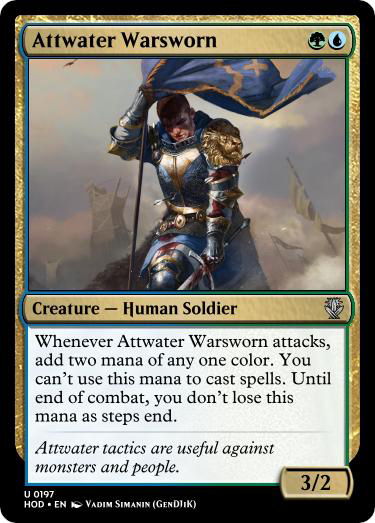 Attwater Warsworn
Creature — Human Soldier
Whenever Attwater Warsworn attacks,
add two mana of any one color. You
can't use this mana to cast spells. Until
end of combat, you don't lose this
mana as steps end.
Attwater tactics are useful against
monsters and people.
3/2
U 0197
HOD • EN Vadim Simanin (GenDI1K)